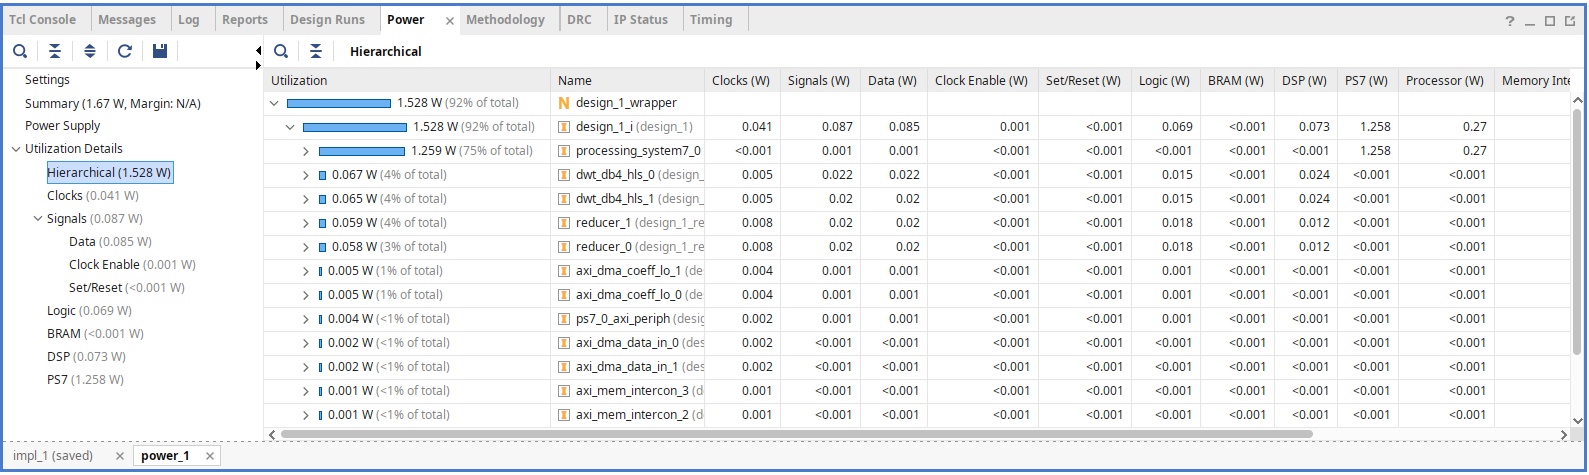 Tcl Console Messages Log Reports Design Runs Power × Methodology DRC IP Status Timing ? _
Hierarchical
Settings
Summary (1.67 W, Margin: N/A)
Power Supply
Utilization Details
Hierarchical (1.528 W)
Clocks (0.041 W)
Signals (0.087 W)
Data (0.085 W)
Clock Enable (0.001 W)
Set/Reset (<0.001 W)
Logic (0.069 W)
BRAM (<0.001 W)
DSP (0.073 W)
PS7 (1.258 W)
Utilization Name Clocks (W) Signals (W) Data (W) Clock Enable (W) Set/Reset (W) Logic (W) BRAM (W) DSP (W) PS7 (W) Processor (W) Memory Inte
1.528 W (92% of total) N design_1_wrapper
1.528 W (92% of total) I design_1_i (design_1) 0.041 0.087 0.085 0.001 <0.001 0.069 <0.001 0.073 1.258 0.27
1.259 W (75% of total) I processing_system7_0 <0.001 0.001 0.001 <0.001 <0.001 <0.001 <0.001 <0.001 1.258 0.27
0.067 W (4% of total) I dwt_db4_hls_0 (design_ 0.005 0.022 0.022 <0.001 <0.001 0.015 <0.001 0.024 <0.001 <0.001
0.065 W (4% of total) I dwt_db4_hls_1 (design_ 0.005 0.02 0.02 <0.001 <0.001 0.015 <0.001 0.024 <0.001 <0.001
0.059 W (4% of total) I reducer_1 (design_1_re 0.008 0.02 0.02 <0.001 <0.001 0.018 <0.001 0.012 <0.001 <0.001
0.058 W (3% of total) I reducer_0 (design_1_re 0.008 0.02 0.02 <0.001 <0.001 0.018 <0.001 0.012 <0.001 <0.001
0.005 W (1% of total) I axi_dma_coeff_lo_1 (de 0.004 0.001 0.001 <0.001 <0.001 0.001 <0.001 <0.001 <0.001 <0.001
0.005 W (1% of total) I axi_dma_coeff_lo_0 (de 0.004 0.001 0.001 <0.001 <0.001 0.001 <0.001 <0.001 <0.001 <0.001
0.004 W (<1% of total) I ps7_0_axi_periph (desig 0.002 0.001 0.001 <0.001 <0.001 <0.001 <0.001 <0.001 <0.001 <0.001
0.002 W (<1% of total) I axi_dma_data_in_0 (des 0.002 <0.001 <0.001 <0.001 <0.001 <0.001 <0.001 <0.001 <0.001 <0.001
0.002 W (<1% of total) I axi_dma_data_in_1 (des 0.002 <0.001 <0.001 <0.001 <0.001 <0.001 <0.001 <0.001 <0.001 <0.001
0.001 W (<1% of total) I axi_mem_intercon_3 (d 0.001 <0.001 <0.001 <0.001 <0.001 <0.001 <0.001 <0.001 <0.001 <0.001
0.001 W (<1% of total) I axi_mem_intercon_2 (d 0.001 <0.001 <0.001 <0.001 <0.001 <0.001 <0.001 <0.001 <0.001 <0.001
impl_1 (saved) × power_1 ×